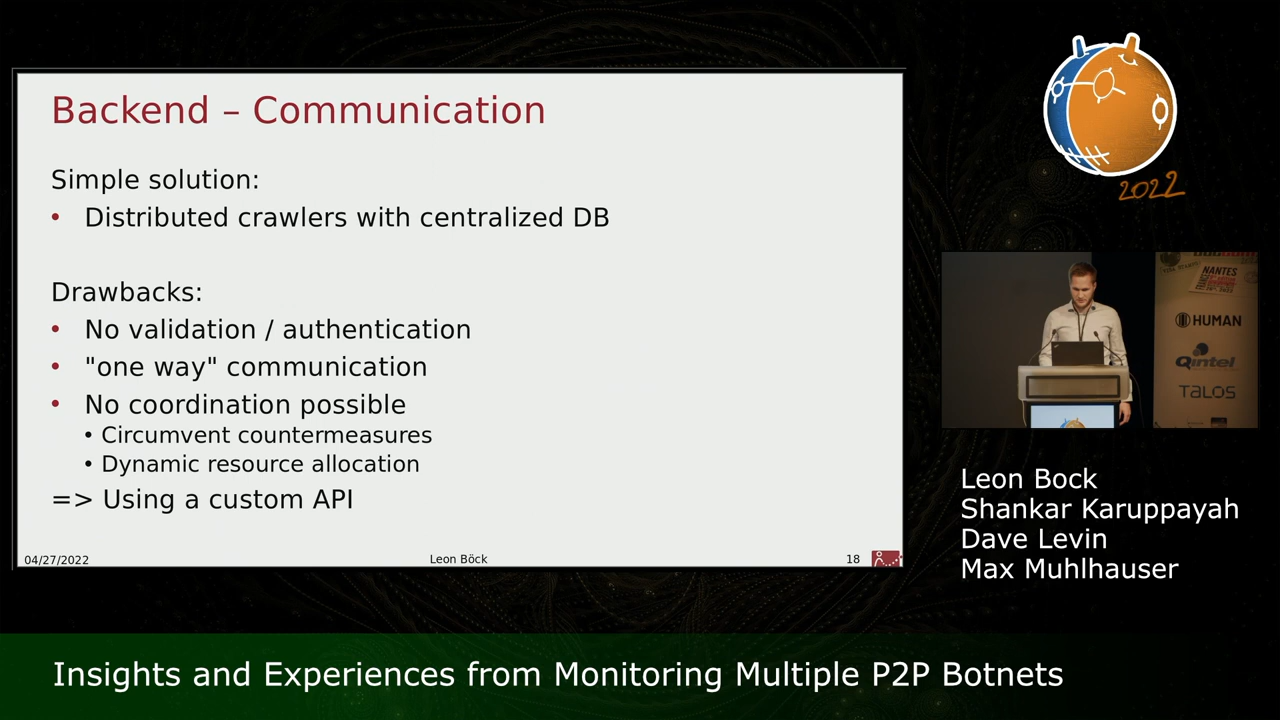 Backend – Communication
Simple solution:
• Distributed crawlers with centralized DB
Drawbacks:
• No validation / authentication
• "one way" communication
• No coordination possible
• Circumvent countermeasures
• Dynamic resource allocation
=> Using a custom API
04/27/2022
Leon Böck
18
2022
NANTES
HUMAN
Qintel
TALOS
Leon Bock
Shankar Karuppayah
Dave Levin
Max Muhlhauser
Insights and Experiences from Monitoring Multiple P2P Botnets